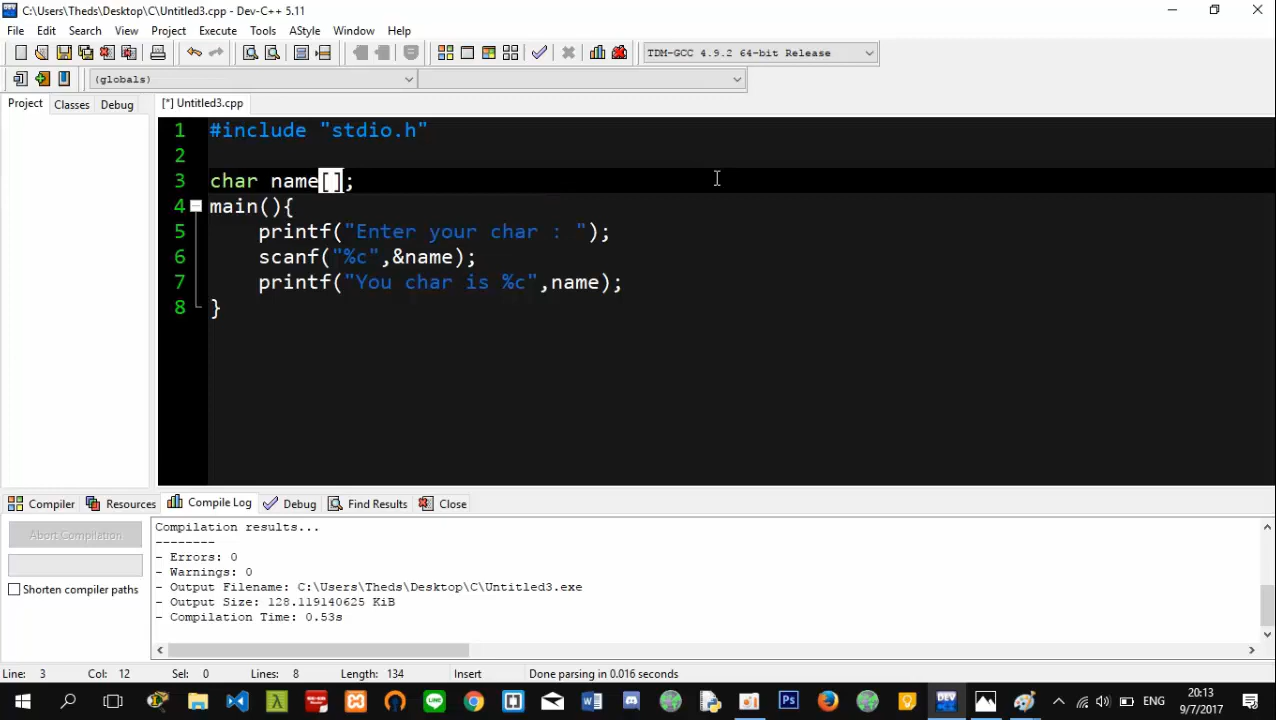 C:\Users\Theds\Desktop\C\Untitled3.cpp - Dev-C++ 5.11
File Edit Search View Project Execute Tools AStyle Window Help
TDM-GCC 4.9.2 64-bit Release
(globals)
Project Classes Debug [*] Untitled3.cpp
1 #include "stdio.h"
2
3 char name[];
4 main(){
5 printf("Enter your char : ");
6 scanf("%c",&name);
7 printf("You char is %c",name);
8 }
Compiler Resources Compile Log Debug Find Results Close
Abort Compilation
Shorten compiler paths
Compilation results...
--------
- Errors: 0
- Warnings: 0
- Output Filename: C:\Users\Theds\Desktop\C\Untitled3.exe
- Output Size: 128.119140625 KiB
- Compilation Time: 0.53s
Line: 3 Col: 12 Sel: 0 Lines: 8 Length: 134 Insert Done parsing in 0.016 seconds
ENG
20:13
9/7/2017